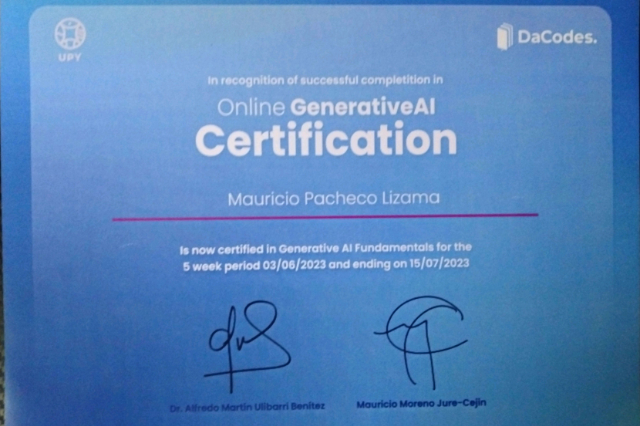 UPY
DaCodes.
In recognition of successful completition in
Online GenerativeAI
Certification
Mauricio Pacheco Lizama
Is now certified in Generative AI Fundamentals for the
5 week period 03/06/2023 and ending on 15/07/2023
Dr. Alfredo Martin Ulibarri Benitez
Mauricio Moreno Jure-Cejin